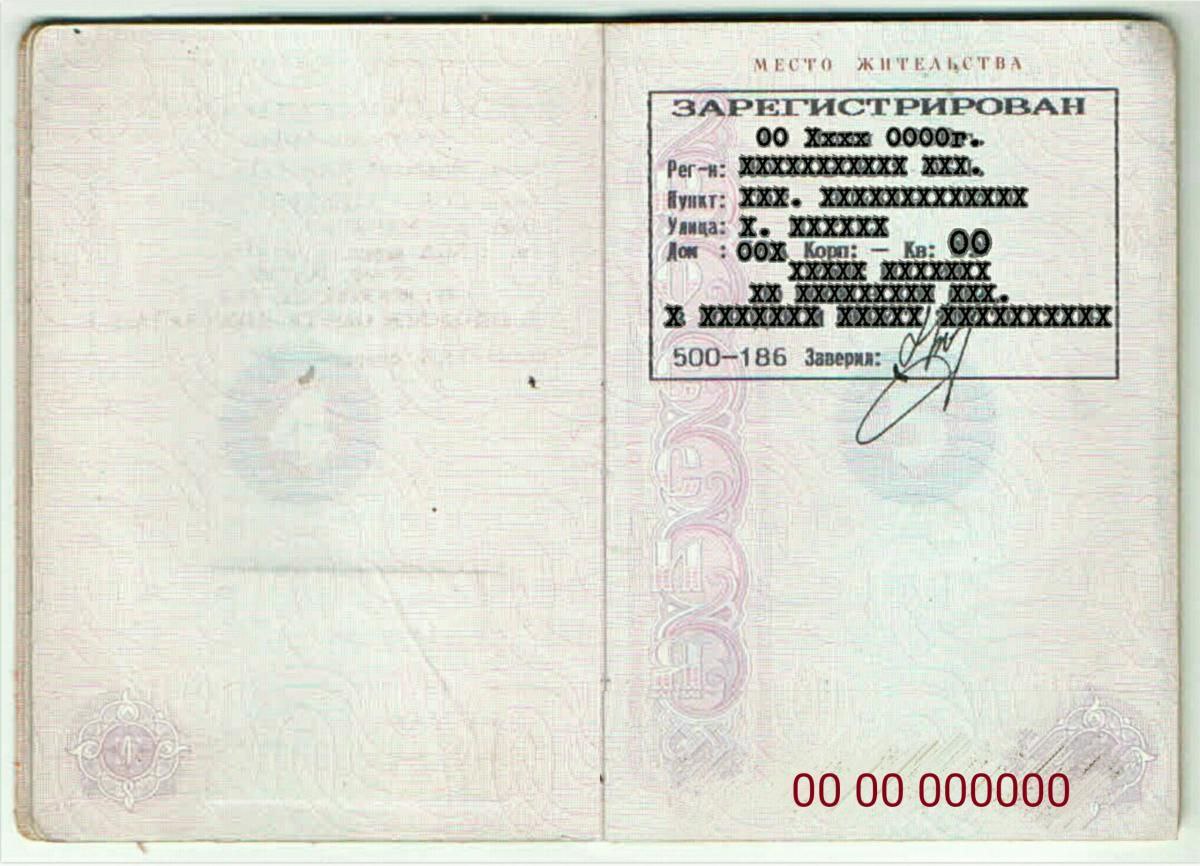 МЕСТО ЖИТЕЛЬСТВА
ЗАРЕГИСТРИРОВАН
00 Хххх 0000г.
Рег-н: ХХХХХХХХХХХ ХХХ.
Пункт: ХХХ. ХХХХХХХХХХХХХ
Улица: Х. ХХХХХХ
Дом : 00Х Корп: — Кв: 00
ХХХХХ ХХХХХХХ
ХХ ХХХХХХХХХ ХХХ.
Х ХХХХХХХ ХХХХХ ХХХХХХХХХХ
500-186 Заверил:
00 00 000000